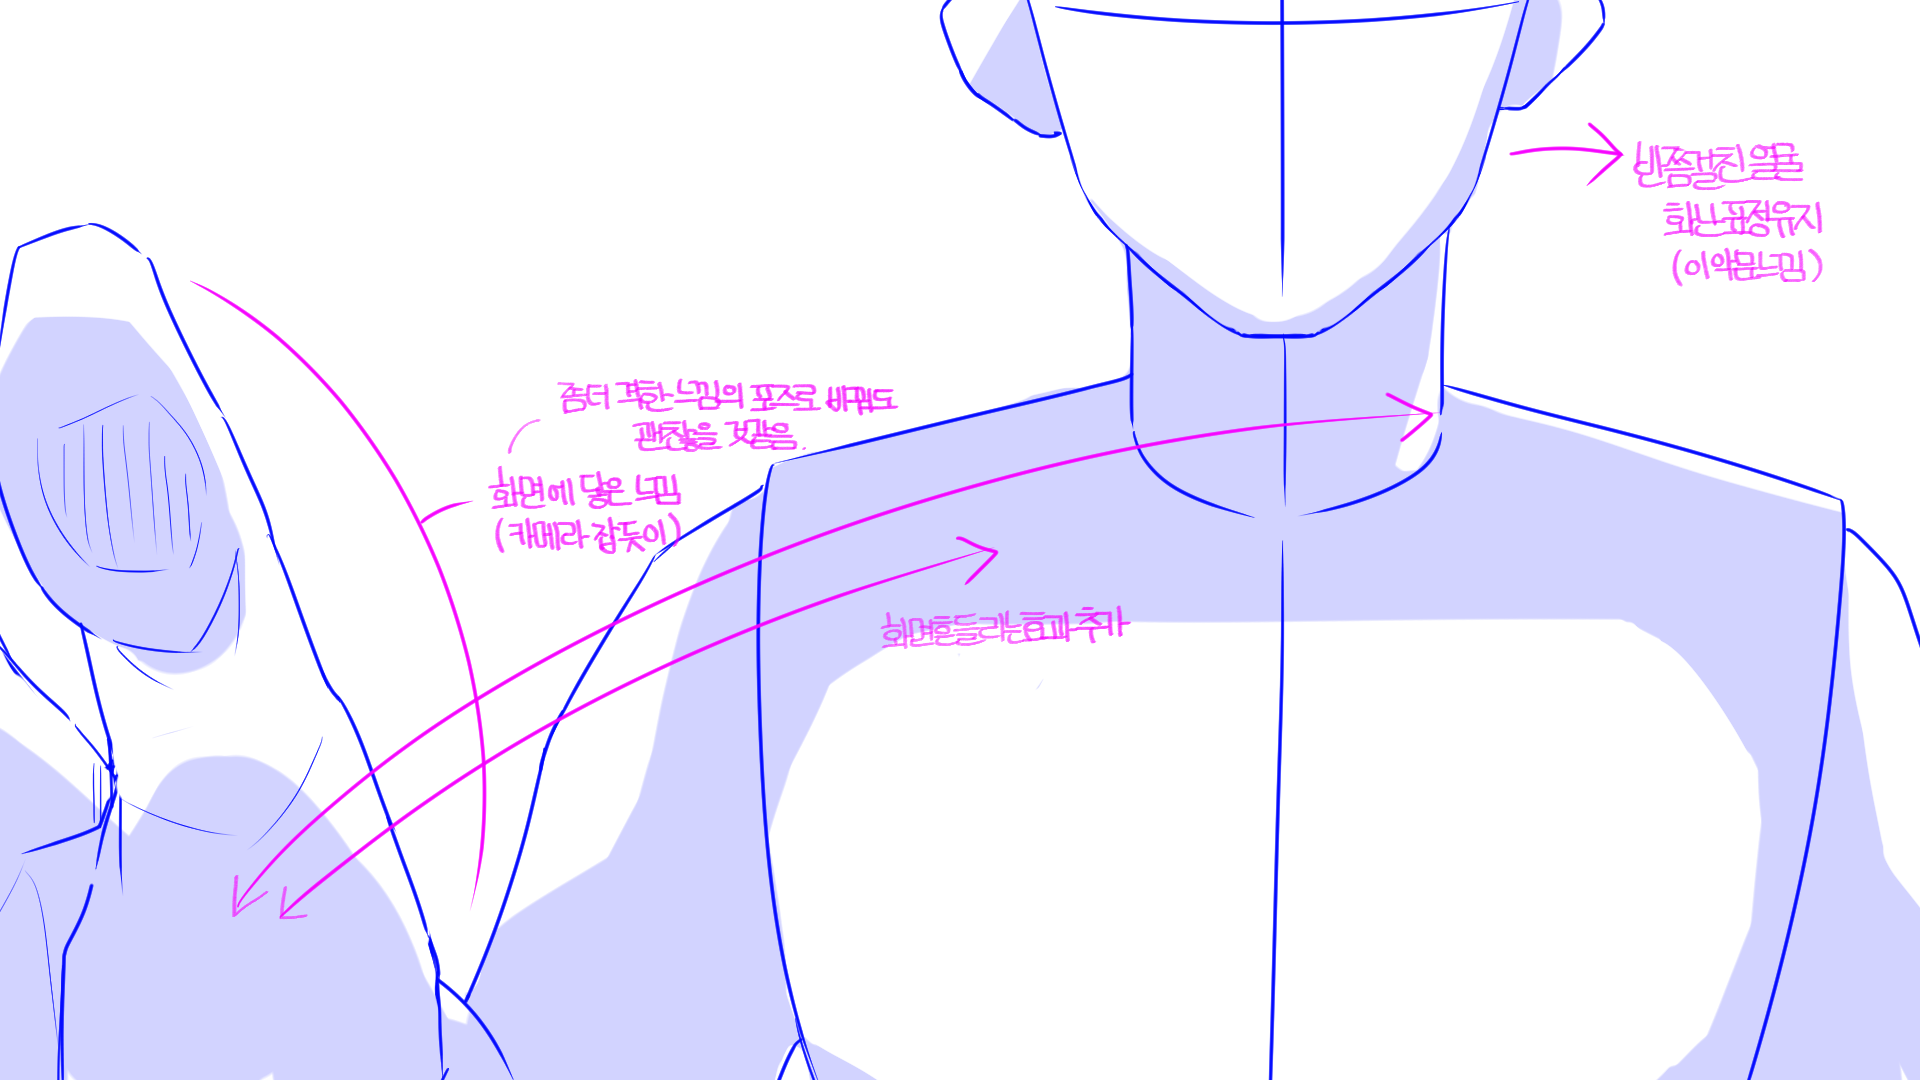 반쯤 잘린 얼굴
화난 표정 유지
(이 악문 느낌)
좀 더 격한 느낌의 포즈로 바꿔도
괜찮을 것 같음.
화면에 닿은 느낌
(카메라 잡듯이)
화면 흔들리는 효과 추가